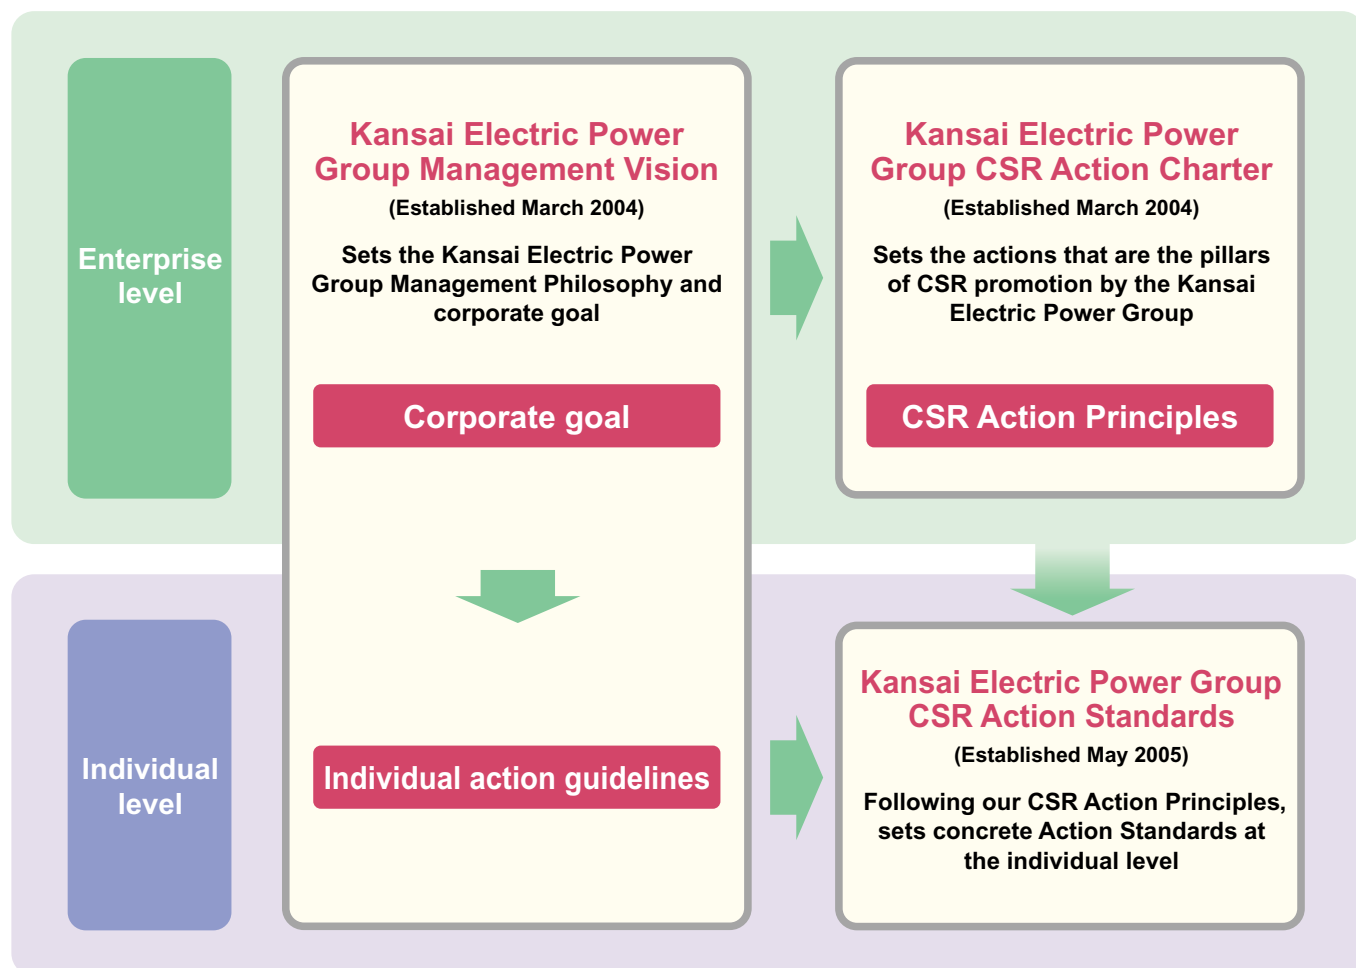 Enterprise
level
Kansai Electric Power
Group Management Vision
(Established March 2004)
Sets the Kansai Electric Power
Group Management Philosophy and
corporate goal
Corporate goal
Kansai Electric Power
Group CSR Action Charter
(Established March 2004)
Sets the actions that are the pillars
of CSR promotion by the Kansai
Electric Power Group
CSR Action Principles
Individual
level
Individual action guidelines
Kansai Electric Power Group
CSR Action Standards
(Established May 2005)
Following our CSR Action Principles,
sets concrete Action Standards at
the individual level